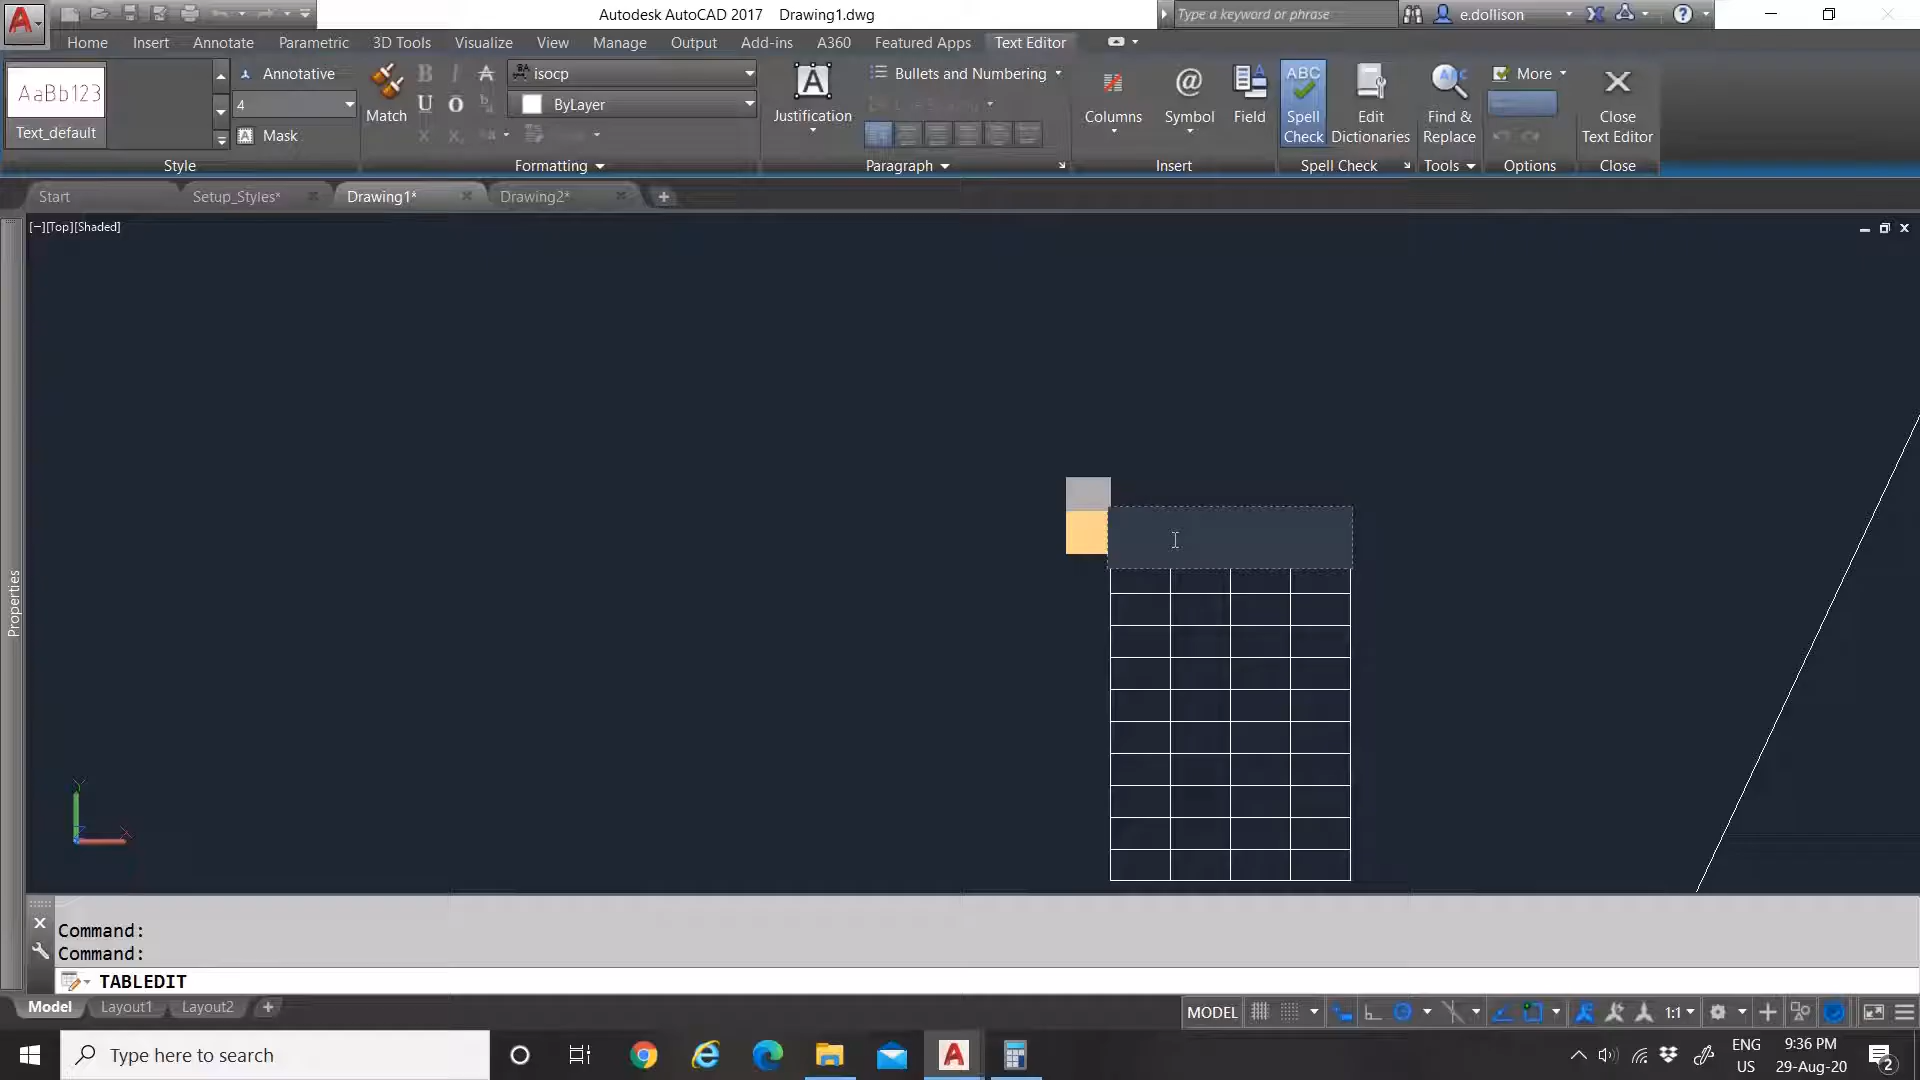 Autodesk AutoCAD 2017 Drawing1.dwg
Type a keyword or phrase
e.dollison
Home Insert Annotate Parametric 3D Tools Visualize View Manage Output Add-ins A360 Featured Apps Text Editor
AaBb123
Text_default
Annotative
4
Mask
Style
Match
isocp
ByLayer
Formatting
Justification
Bullets and Numbering
Line Spacing
Paragraph
Columns
Symbol
Field
Insert
ABC
Spell
Check
Edit
Dictionaries
Spell Check
Find &
Replace
Tools
More
Options
Close
Text Editor
Close
Start Setup_Styles* Drawing1* Drawing2*
[−][Top][Shaded]
Properties
Y
X
Command:
Command:
TABLEDIT
Model Layout1 Layout2
MODEL
1:1
Type here to search
ENG
US
9:36 PM
29-Aug-20
2